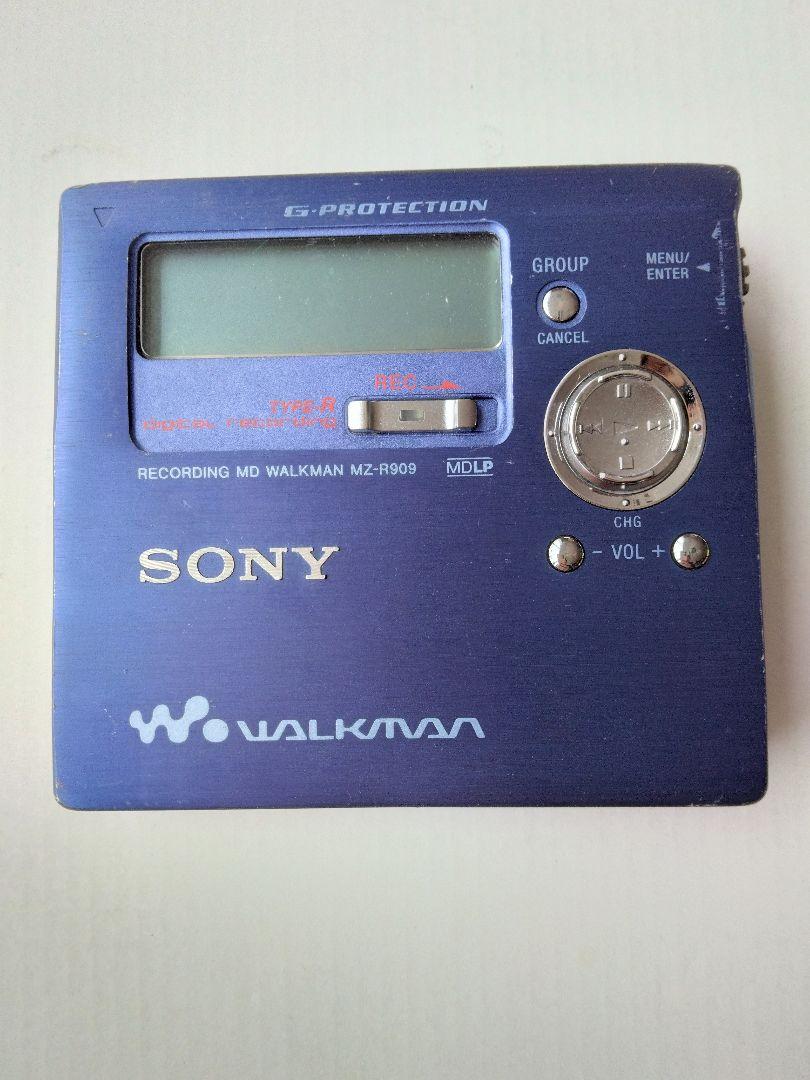 G-PROTECTION
GROUP
MENU/
ENTER
CANCEL
REC
TYPE-R
digital recording
RECORDING MD WALKMAN MZ-R909
MDLP
CHG
- VOL +
SONY
WALKMAN